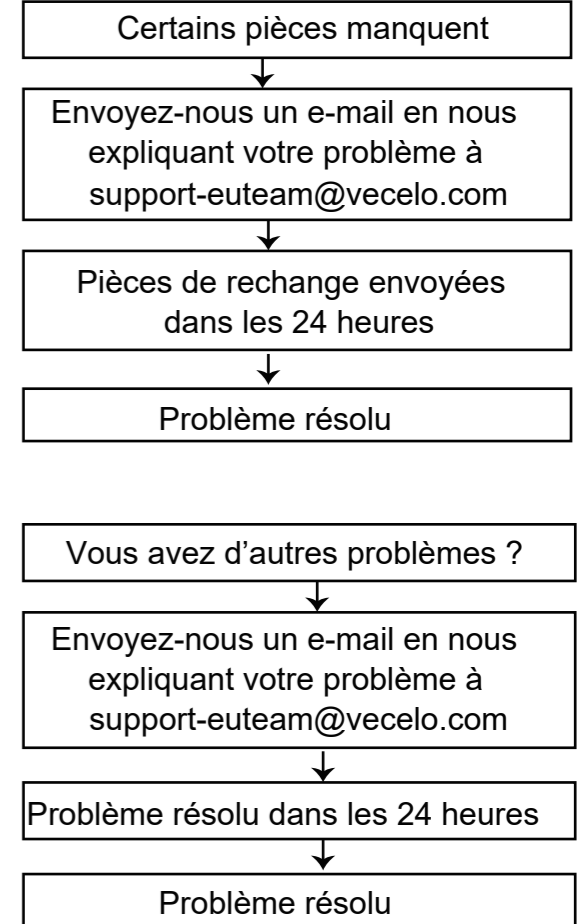 Certains pièces manquent
Envoyez-nous un e-mail en nous
expliquant votre problème à
support-euteam@vecelo.com
Pièces de rechange envoyées
dans les 24 heures
Problème résolu
Vous avez d’autres problèmes ?
Envoyez-nous un e-mail en nous
expliquant votre problème à
support-euteam@vecelo.com
Problème résolu dans les 24 heures
Problème résolu